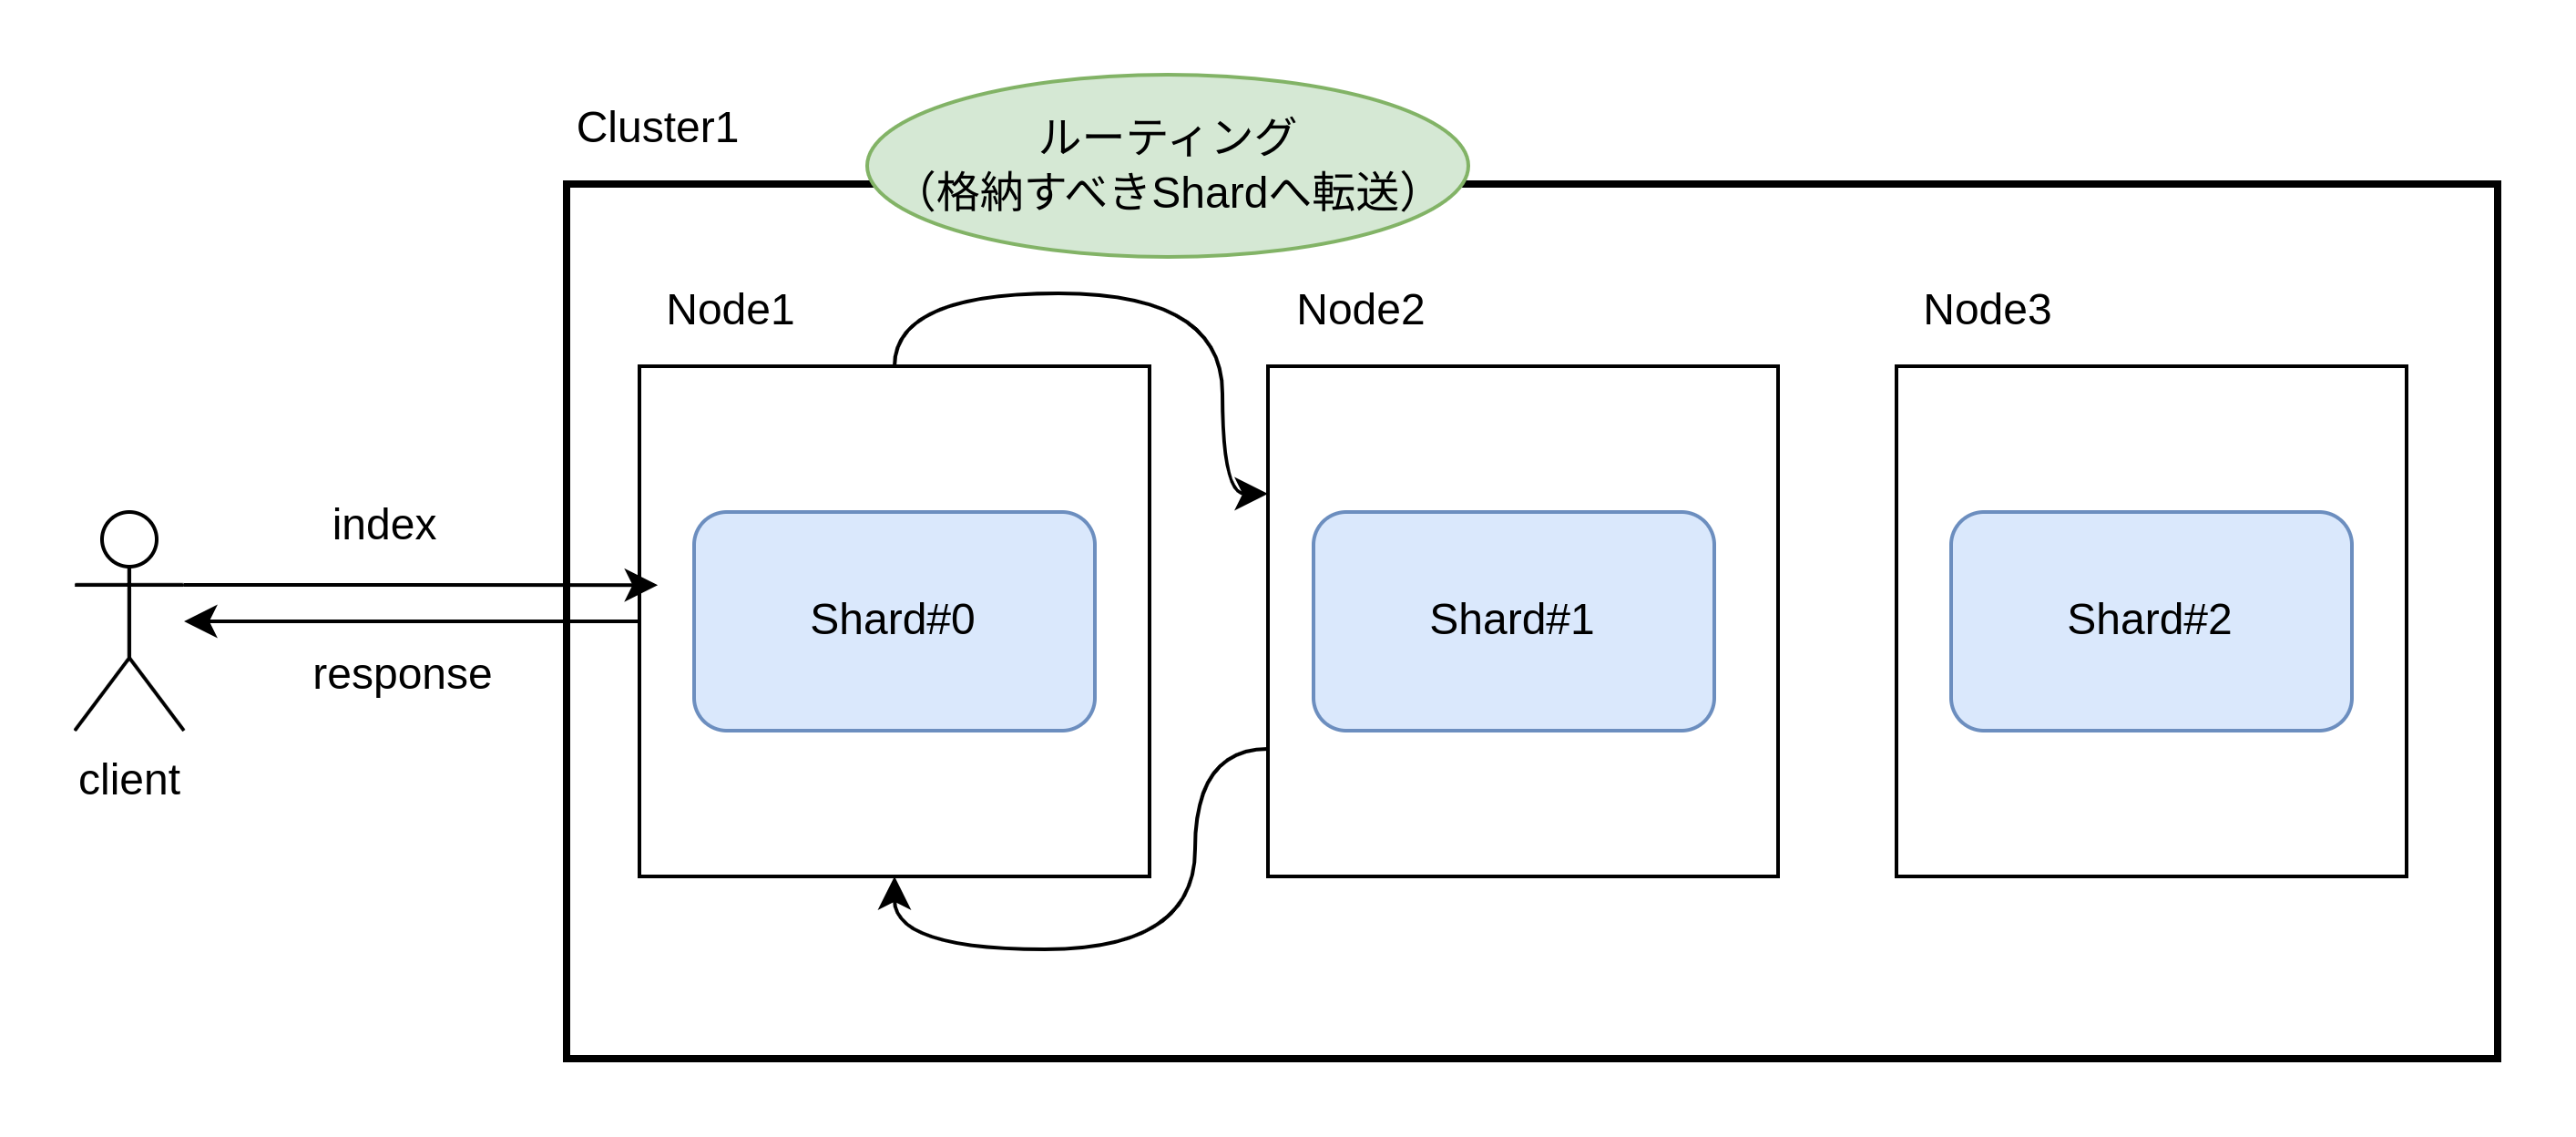 Cluster1
ルーティング
（格納すべきShardへ転送）
Node1
Node2
Node3
index
response
client
Shard#0
Shard#1
Shard#2